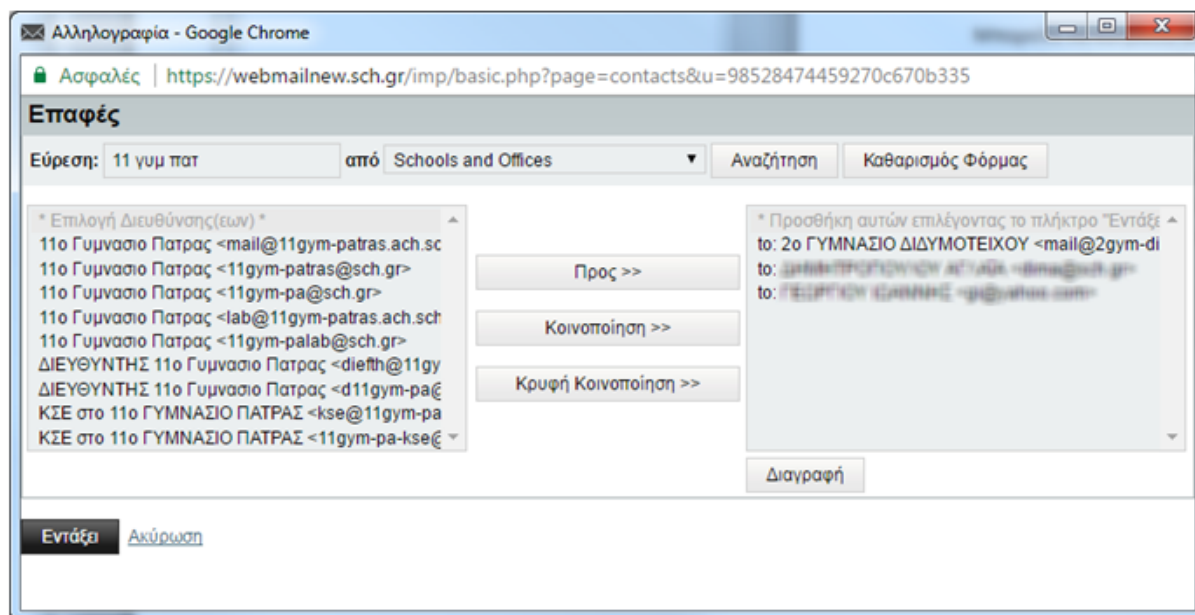 Αλληλογραφία - Google Chrome
Ασφαλές | https://webmailnew.sch.gr/imp/basic.php?page=contacts&u=98528474459270c670b335
Επαφές
Εύρεση: 11 γυμ πατ από Schools and Offices Αναζήτηση Καθαρισμός Φόρμας
* Επιλογή Διευθύνσης(εων) *
11ο Γυμνασιο Πατρας <mail@11gym-patras.ach.sc
11ο Γυμνασιο Πατρας <11gym-patras@sch.gr>
11ο Γυμνασιο Πατρας <11gym-pa@sch.gr>
11ο Γυμνασιο Πατρας <lab@11gym-patras.ach.sch
11ο Γυμνασιο Πατρας <11gym-palab@sch.gr>
ΔΙΕΥΘΥΝΤΗΣ 11ο Γυμνασιο Πατρας <diefth@11gy
ΔΙΕΥΘΥΝΤΗΣ 11ο Γυμνασιο Πατρας <d11gym-pa@
ΚΣΕ στο 11ο ΓΥΜΝΑΣΙΟ ΠΑΤΡΑΣ <kse@11gym-pa
ΚΣΕ στο 11ο ΓΥΜΝΑΣΙΟ ΠΑΤΡΑΣ <11gym-pa-kse@
Προς >>
Κοινοποίηση >>
Κρυφή Κοινοποίηση >>
* Προσθήκη αυτών επιλέγοντας το πλήκτρο "Εντάξε
to: 2ο ΓΥΜΝΑΣΙΟ ΔΙΔΥΜΟΤΕΙΧΟΥ <mail@2gym-di
to:
to:
Διαγραφή
Εντάξει Ακύρωση